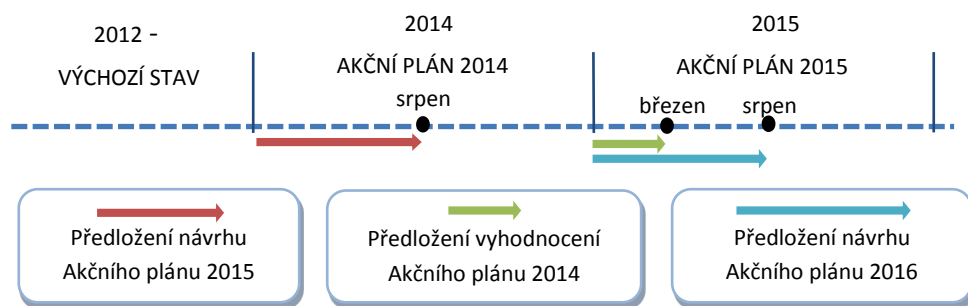 2012 -
VÝCHOZÍ STAV
2014
AKČNÍ PLÁN 2014
srpen
2015
AKČNÍ PLÁN 2015
březen
srpen
Předložení návrhu
Akčního plánu 2015
Předložení vyhodnocení
Akčního plánu 2014
Předložení návrhu
Akčního plánu 2016